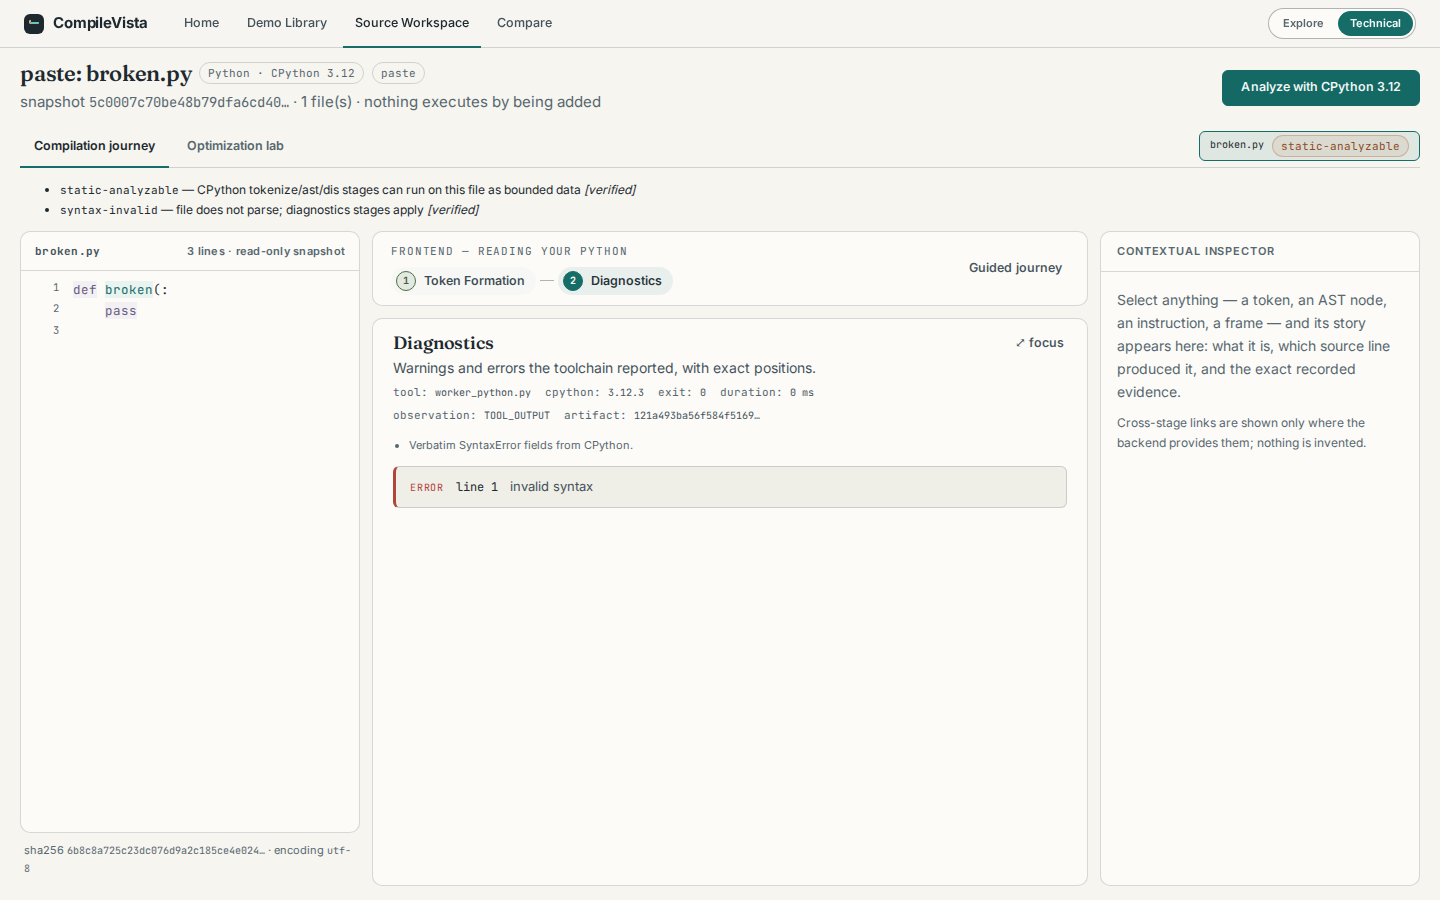 CompileVista Home Demo Library Source Workspace Compare Explore Technical
paste: broken.py Python · CPython 3.12 paste
snapshot 5c0007c70be48b79dfa6cd40… · 1 file(s) · nothing executes by being added
Analyze with CPython 3.12
Compilation journey Optimization lab broken.py static-analyzable
• static-analyzable — CPython tokenize/ast/dis stages can run on this file as bounded data [verified]
• syntax-invalid — file does not parse; diagnostics stages apply [verified]
broken.py 3 lines · read-only snapshot
1 def broken(:
2     pass
3
sha256 6b8c8a725c23dc076d9a2c185ce4e024… · encoding utf-
8
FRONTEND — READING YOUR PYTHON
1 Token Formation — 2 Diagnostics
Guided journey
Diagnostics
⤢ focus
Warnings and errors the toolchain reported, with exact positions.
tool: worker_python.py cpython: 3.12.3 exit: 0 duration: 0 ms
observation: TOOL_OUTPUT artifact: 121a493ba56f584f5169…
• Verbatim SyntaxError fields from CPython.
ERROR line 1 invalid syntax
CONTEXTUAL INSPECTOR
Select anything — a token, an AST node,
an instruction, a frame — and its story
appears here: what it is, which source line
produced it, and the exact recorded
evidence.
Cross-stage links are shown only where the
backend provides them; nothing is invented.